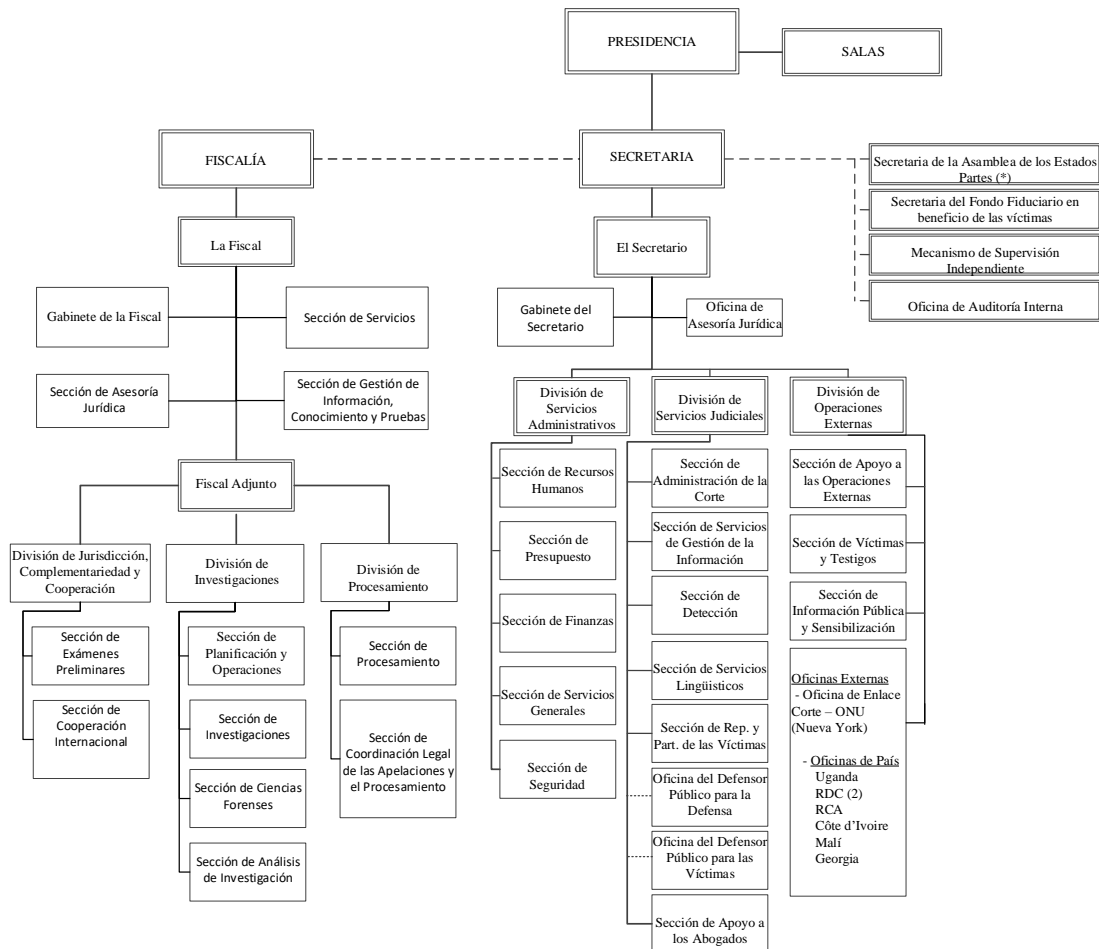 PRESIDENCIA
SALAS
FISCALÍA
SECRETARIA
Secretaria de la Asamblea de los Estados
Partes (*)
Secretaria del Fondo Fiduciario en
beneficio de las víctimas
Mecanismo de Supervisión
Independiente
Oficina de Auditoría Interna
La Fiscal
El Secretario
Gabinete de la Fiscal
Sección de Servicios
Gabinete del
Secretario
Oficina de
Asesoría Jurídica
Sección de Asesoría
Jurídica
Sección de Gestión de
Información,
Conocimiento y Pruebas
División de
Servicios
Administrativos
División de
Servicios Judiciales
División de
Operaciones
Externas
Fiscal Adjunto
División de Jurisdicción,
Complementariedad y
Cooperación
División de
Investigaciones
División de
Procesamiento
Sección de
Exámenes
Preliminares
Sección de
Cooperación
Internacional
Sección de
Planificación y
Operaciones
Sección de
Investigaciones
Sección de Ciencias
Forenses
Sección de Análisis
de Investigación
Sección de
Procesamiento
Sección de
Coordinación Legal
de las Apelaciones y
el Procesamiento
Sección de Recursos
Humanos
Sección de
Presupuesto
Sección de Finanzas
Sección de Servicios
Generales
Sección de
Seguridad
Sección de
Administración de la
Corte
Sección de Servicios
de Gestión de la
Información
Sección de
Detección
Sección de Servicios
Lingüisticos
Sección de Rep. y
Part. de las Víctimas
Oficina del Defensor
Público para la
Defensa
Oficina del Defensor
Público para las
Víctimas
Sección de Apoyo a
los Abogados
Sección de Apoyo a
las Operaciones
Externas
Sección de Víctimas
y Testigos
Sección de
Información Pública
y Sensibilización
Oficinas Externas
- Oficina de Enlace
Corte – ONU
(Nueva York)
- Oficinas de País
Uganda
RDC (2)
RCA
Côte d’Ivoire
Malí
Georgia